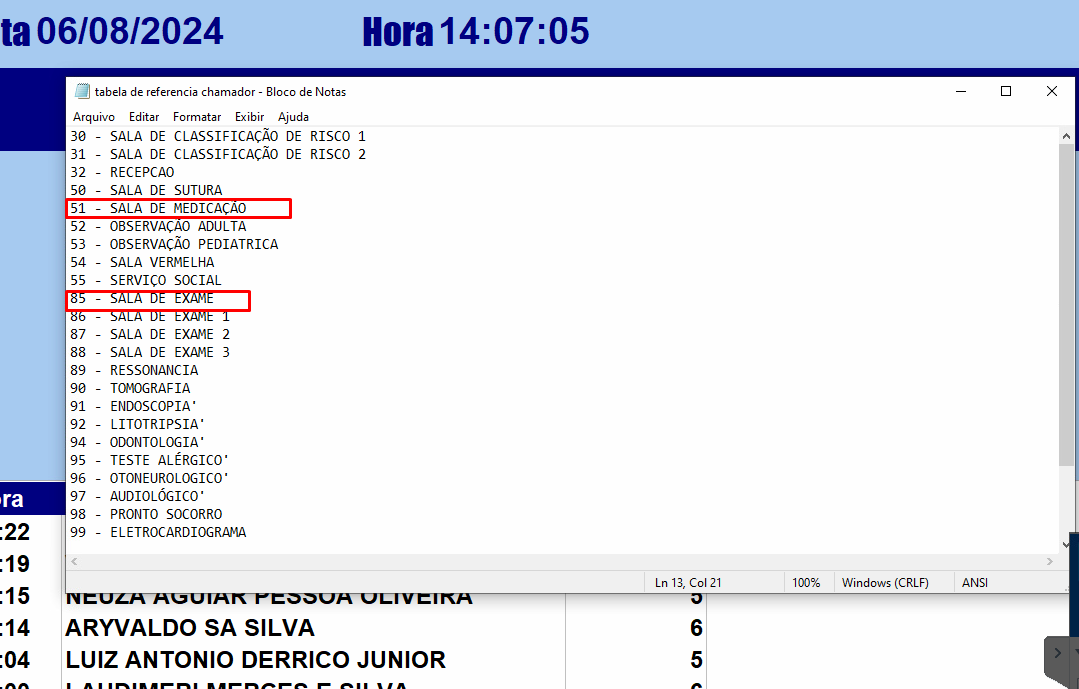 ta 06/08/2024 Hora 14:07:05
tabela de referencia chamador - Bloco de Notas
Arquivo Editar Formatar Exibir Ajuda
30 - SALA DE CLASSIFICAÇÃO DE RISCO 1
31 - SALA DE CLASSIFICAÇÃO DE RISCO 2
32 - RECEPCAO
50 - SALA DE SUTURA
51 - SALA DE MEDICAÇÃO
52 - OBSERVAÇÃO ADULTA
53 - OBSERVAÇÃO PEDIATRICA
54 - SALA VERMELHA
55 - SERVIÇO SOCIAL
85 - SALA DE EXAME
86 - SALA DE EXAME 1
87 - SALA DE EXAME 2
88 - SALA DE EXAME 3
89 - RESSONANCIA
90 - TOMOGRAFIA
91 - ENDOSCOPIA'
92 - LITOTRIPSIA'
94 - ODONTOLOGIA'
95 - TESTE ALÉRGICO'
96 - OTONEUROLOGICO'
97 - AUDIOLÓGICO'
98 - PRONTO SOCORRO
99 - ELETROCARDIOGRAMA
Ln 13, Col 21 100% Windows (CRLF) ANSI
ora
:22
:19
:15 NEUZA AGUIAR PESSOA OLIVEIRA 5
:14 ARYVALDO SA SILVA 6
:04 LUIZ ANTONIO DERRICO JUNIOR 5
LAUDIMERI MERCES E SILVA 6